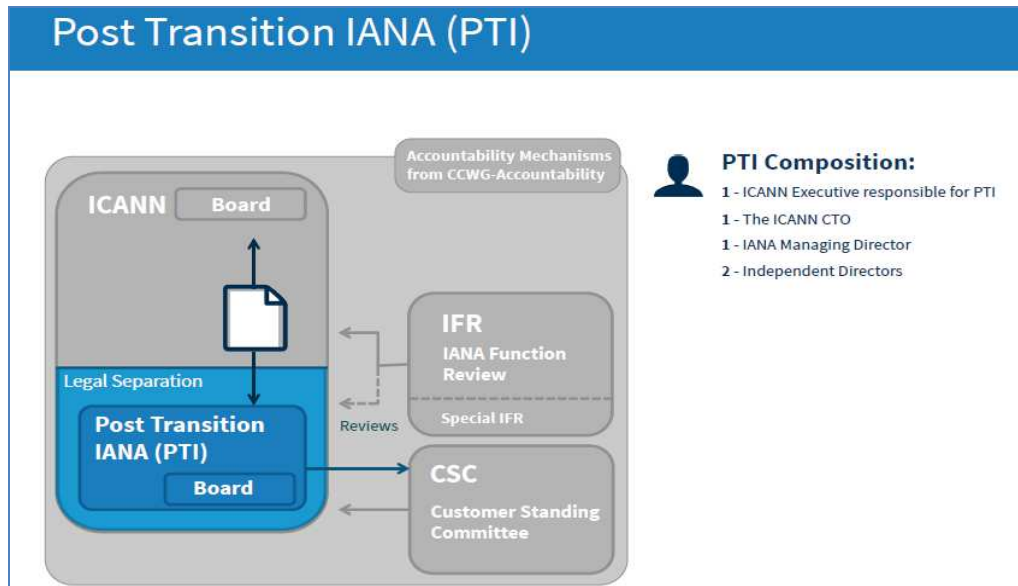 Post Transition IANA (PTI)
Accountability Mechanisms
from CCWG-Accountability
ICANN
Board
Legal Separation
Post Transition
IANA (PTI)
Board
Reviews
IFR
IANA Function
Review
Special IFR
CSC
Customer Standing
Committee
PTI Composition:
1 - ICANN Executive responsible for PTI
1 - The ICANN CTO
1 - IANA Managing Director
2 - Independent Directors